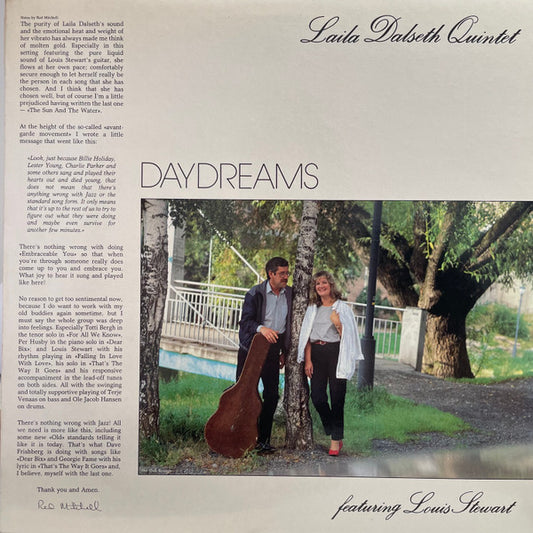 Notes by Red Mitchell:
The purity of Laila Dalseth's sound
and the emotional heat and weight of
her vibrato has always made me think
of molten gold. Especially in this
setting featuring the pure liquid
sound of Louis Stewart's guitar, she
flows at her own pace; comfortably
secure enough to let herself really be
the person in each song that she has
chosen. And I think that she has
chosen well, but of course I'm a little
prejudiced having written the last one
— «The Sun And The Water».
At the height of the so-called «avant-
garde movement» I wrote a little
message that went like this:
«Look, just because Billie Holiday,
Lester Young, Charlie Parker and
some others sang and played their
hearts out and died young, that
does not mean that there's
anything wrong with Jazz or the
standard song form. It only means
that it's up to the rest of us to try to
figure out what they were doing
and maybe even survive for
another few minutes.»
There's nothing wrong with doing
«Embraceable You» so that when
you're through someone really does
come up to you and embrace you.
What joy to hear it sung and played
like here!
No reason to get too sentimental now,
because I do want to work with my
old buddies again sometime, but I
must say the whole group was deep
into feelings. Especially Totti Bergh in
the tenor solo in «For All We Know»,
Per Husby in the piano solo in «Dear
Bix» and Louis Stewart with his
rhythm playing in «Falling In Love
With Love», his solo in «That's The
Way It Goes» and his responsive
accompaniment in the head-off tunes
on both sides. All with the swinging
and totally supportive playing of Terje
Venaas on bass and Ole Jacob Hansen
on drums.
There's nothing wrong with Jazz! All
we need is more like this, including
some new «Old» standards telling it
like it is today. That's what Dave
Frishberg is doing with songs like
«Dear Bix» and Georgie Fame with his
lyric in «That's The Way It Goes» and,
I believe, myself with the last one.
Thank you and Amen.
Red Mitchell
Laila Dalseth Quintet
DAYDREAMS
featuring Louis Stewart